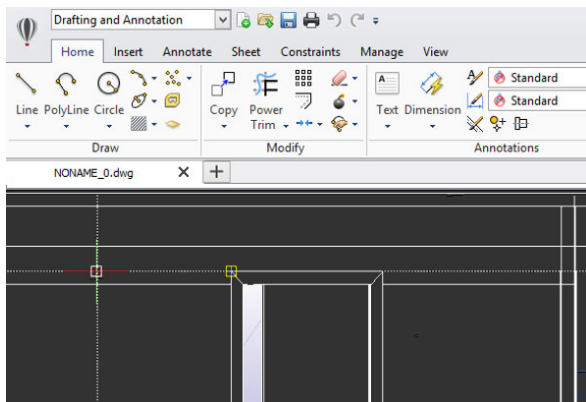 Drafting and Annotation
Home Insert Annotate Sheet Constraints Manage View
Line PolyLine Circle Copy Power Trim Text Dimension Standard
Standard
Draw Modify Annotations
NONAME_0.dwg